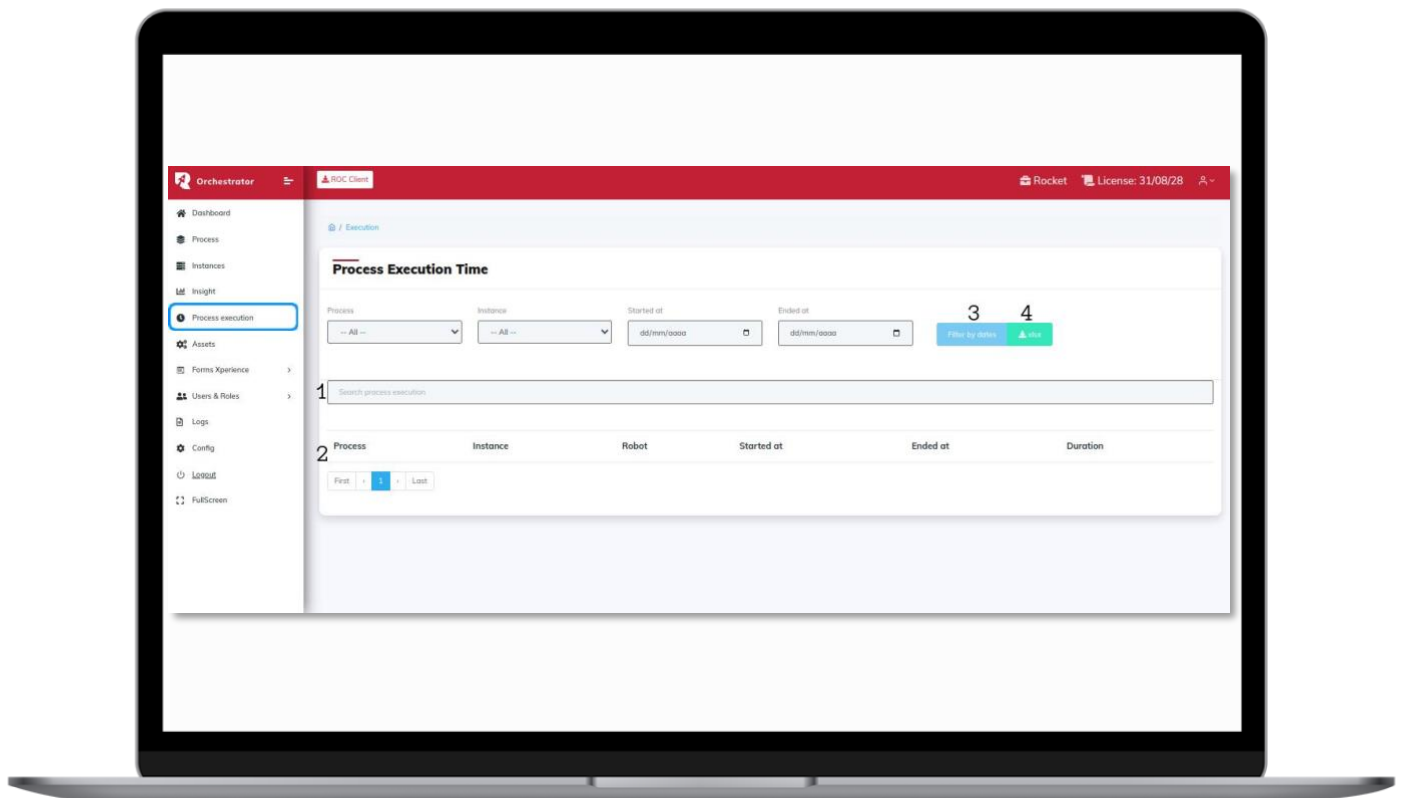 Orchestrator
ROC Client
Rocket License: 31/08/28
Dashboard
Process
Instances
Insight
Process execution
Assets
Forms Xperience
Users & Roles
Logs
Config
Logout
FullScreen
/ Execution
Process Execution Time
Process Instance Started at Ended at
-- All -- -- All -- dd/mm/aaaa dd/mm/aaaa
3 4
Filter by dates xlsx
1 Search process execution
2 Process Instance Robot Started at Ended at Duration
First ‹ 1 › Last